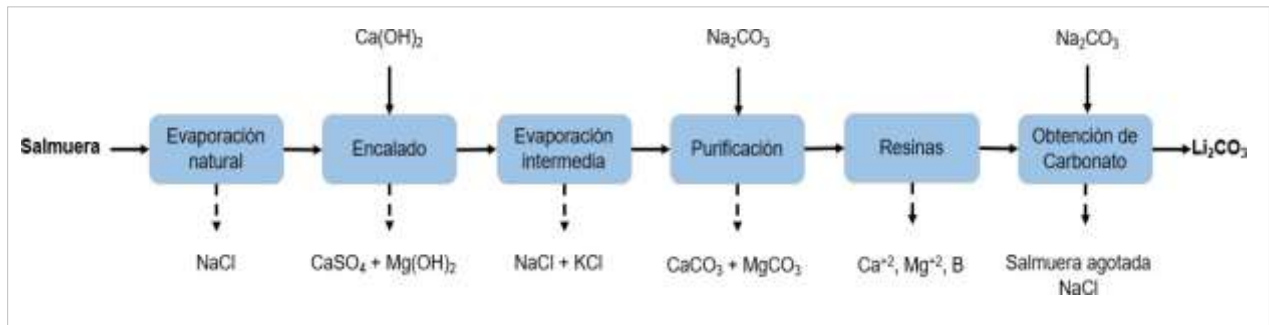 Ca(OH)₂
Na₂CO₃
Na₂CO₃
Salmuera
Evaporación
natural
Encalado
Evaporación
intermedia
Purificación
Resinas
Obtención de
Carbonato
Li₂CO₃
NaCl
CaSO₄ + Mg(OH)₂
NaCl + KCl
CaCO₃ + MgCO₃
Ca⁺², Mg⁺², B
Salmuera agotada
NaCl